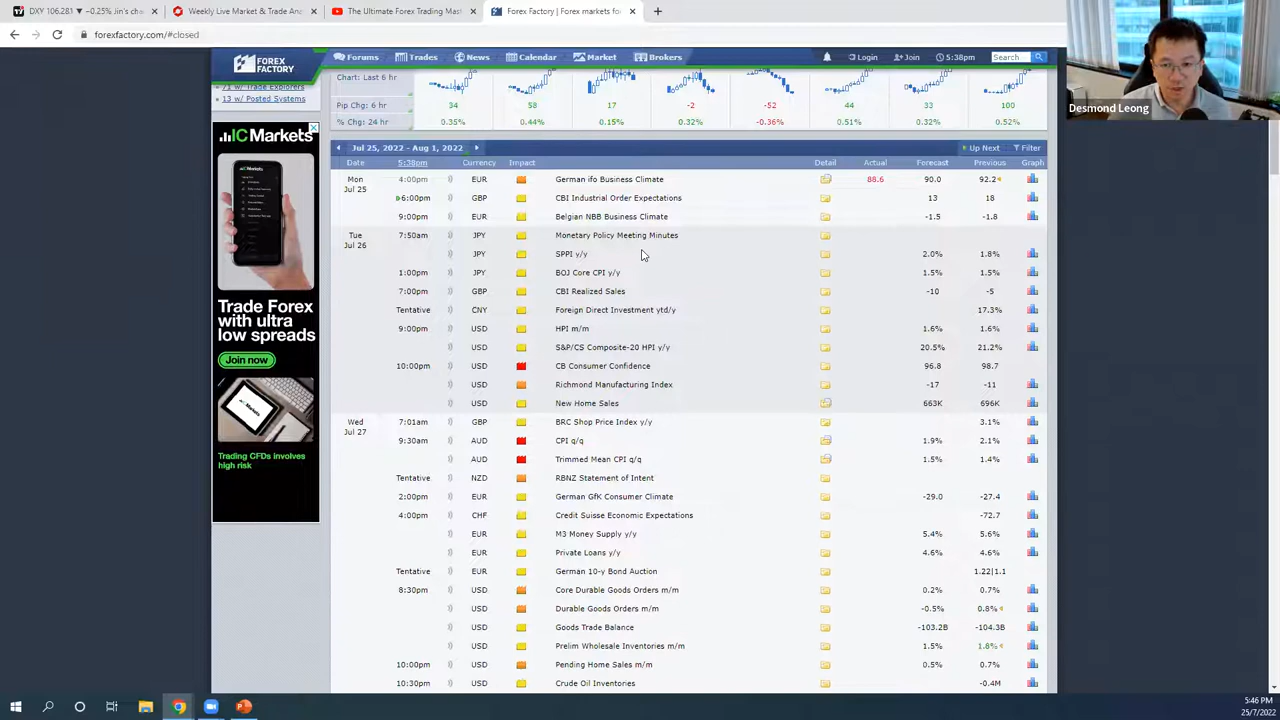 DXY 106.281 ▼ −0.25% Jin's ch
Weekly Live Market & Trade Ana
The Ultimate Forex Trading Mast
Forex Factory | Forex markets for
forexfactory.com/#closed
FOREX FACTORY
Forums Trades News Calendar Market Brokers Login Join 5:38pm Search
Desmond Leong
71 w/ Trade Explorers
13 w/ Posted Systems
Chart: Last 6 hr
Pip Chg: 6 hr 34 58 17 -2 -52 44 33 100
% Chg: 24 hr 0.35% 0.44% 0.15% 0.32% -0.36% 0.51% 0.32% 0.52%
IC Markets
Trade Forex
with ultra
low spreads
Join now
Trading CFDs involves
high risk
Jul 25, 2022 - Aug 1, 2022 Up Next Filter
Date 5:38pm Currency Impact Detail Actual Forecast Previous Graph
Mon Jul 25 4:00pm EUR German ifo Business Climate 88.6 90.0 92.2
6:00pm GBP CBI Industrial Order Expectations 13 18
9:00pm EUR Belgian NBB Business Climate -1.5 -1.8
Tue Jul 26 7:50am JPY Monetary Policy Meeting Minutes
JPY SPPI y/y 2.0% 1.8%
1:00pm JPY BOJ Core CPI y/y 1.5% 1.5%
7:00pm GBP CBI Realized Sales -10 -5
Tentative CNY Foreign Direct Investment ytd/y 17.3%
9:00pm USD HPI m/m 1.6% 1.6%
USD S&P/CS Composite-20 HPI y/y 20.5% 21.2%
10:00pm USD CB Consumer Confidence 96.8 98.7
USD Richmond Manufacturing Index -17 -11
USD New Home Sales 663K 696K
Wed Jul 27 7:01am GBP BRC Shop Price Index y/y 3.1%
9:30am AUD CPI q/q 1.9% 2.1%
AUD Trimmed Mean CPI q/q 1.5% 1.4%
Tentative NZD RBNZ Statement of Intent
2:00pm EUR German GfK Consumer Climate -29.0 -27.4
4:00pm CHF Credit Suisse Economic Expectations -72.7
EUR M3 Money Supply y/y 5.4% 5.6%
EUR Private Loans y/y 4.6% 4.6%
Tentative EUR German 10-y Bond Auction 1.22|1.1
8:30pm USD Core Durable Goods Orders m/m 0.2% 0.7%
USD Durable Goods Orders m/m -0.5% 0.8%
USD Goods Trade Balance -103.2B -104.3B
USD Prelim Wholesale Inventories m/m 1.5% 1.8%
10:00pm USD Pending Home Sales m/m 0.5% 0.7%
10:30pm USD Crude Oil Inventories -0.4M
5:46 PM
25/7/2022